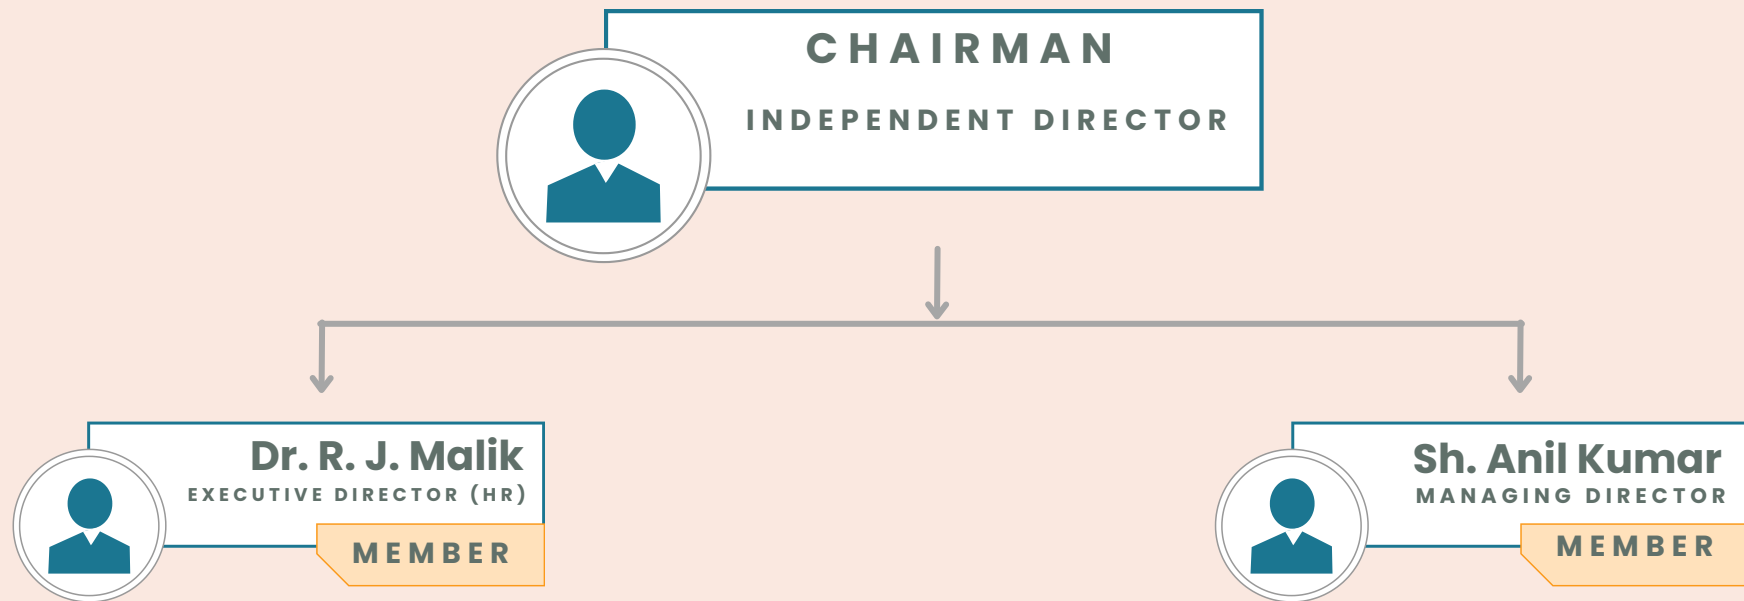 CHAIRMAN
INDEPENDENT DIRECTOR
Dr. R. J. Malik
EXECUTIVE DIRECTOR (HR)
MEMBER
Sh. Anil Kumar
MANAGING DIRECTOR
MEMBER